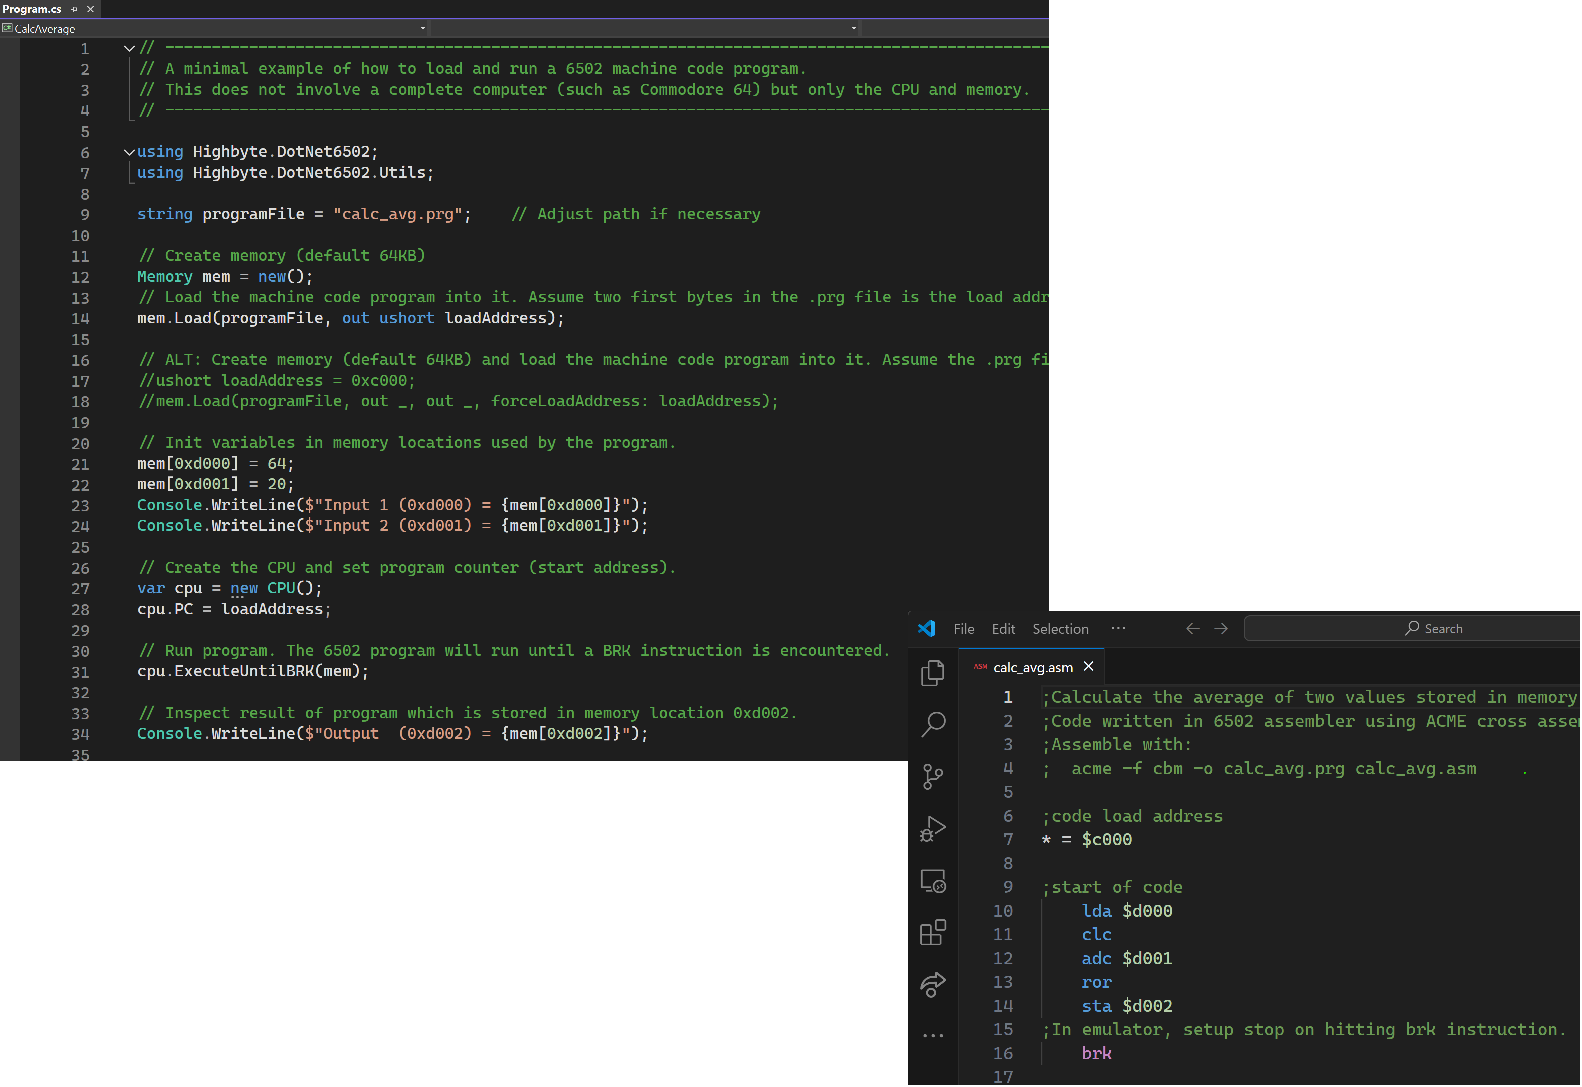 Program.cs
CalcAverage
1 // ------------------------------------------------------------------------------------------------
2 // A minimal example of how to load and run a 6502 machine code program.
3 // This does not involve a complete computer (such as Commodore 64) but only the CPU and memory.
4 // ------------------------------------------------------------------------------------------------
5
6 using Highbyte.DotNet6502;
7 using Highbyte.DotNet6502.Utils;
8
9 string programFile = "calc_avg.prg";    // Adjust path if necessary
10
11 // Create memory (default 64KB)
12 Memory mem = new();
13 // Load the machine code program into it. Assume two first bytes in the .prg file is the load addr
14 mem.Load(programFile, out ushort loadAddress);
15
16 // ALT: Create memory (default 64KB) and load the machine code program into it. Assume the .prg fi
17 //ushort loadAddress = 0xc000;
18 //mem.Load(programFile, out _, out _, forceLoadAddress: loadAddress);
19
20 // Init variables in memory locations used by the program.
21 mem[0xd000] = 64;
22 mem[0xd001] = 20;
23 Console.WriteLine($"Input 1 (0xd000) = {mem[0xd000]}");
24 Console.WriteLine($"Input 2 (0xd001) = {mem[0xd001]}");
25
26 // Create the CPU and set program counter (start address).
27 var cpu = new CPU();
28 cpu.PC = loadAddress;
29
30 // Run program. The 6502 program will run until a BRK instruction is encountered.
31 cpu.ExecuteUntilBRK(mem);
32
33 // Inspect result of program which is stored in memory location 0xd002.
34 Console.WriteLine($"Output  (0xd002) = {mem[0xd002]}");
35
File Edit Selection ··· Search
ASM calc_avg.asm
1 ;Calculate the average of two values stored in memory
2 ;Code written in 6502 assembler using ACME cross asse
3 ;Assemble with:
4 ;  acme -f cbm -o calc_avg.prg calc_avg.asm    .
5
6 ;code load address
7 * = $c000
8
9 ;start of code
10     lda $d000
11     clc
12     adc $d001
13     ror
14     sta $d002
15 ;In emulator, setup stop on hitting brk instruction.
16     brk
17